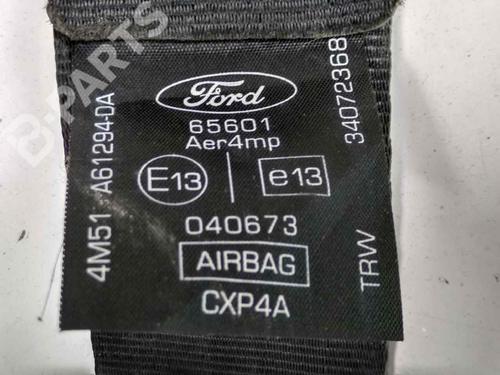 B-PARTS
Ford
65601
Aer4mp
E13
e13
040673
AIRBAG
CXP4A
4M51 A61294-DA
34072368
TRW